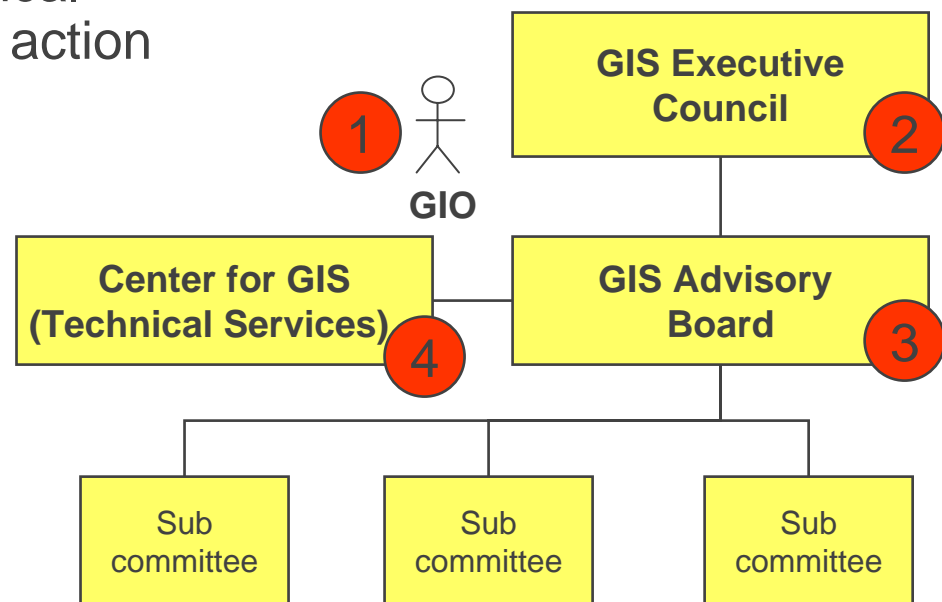 action
GIS Executive
Council
1
2
GIO
Center for GIS
(Technical Services)
4
GIS Advisory
Board
3
Sub
committee
Sub
committee
Sub
committee